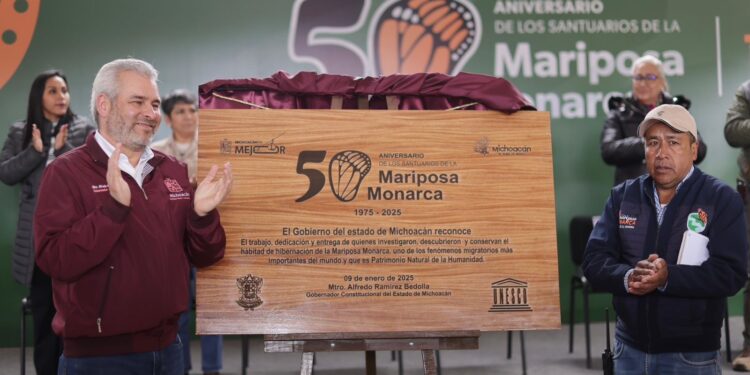 50 ANIVERSARIO
DE LOS SANTUARIOS DE LA
Mariposa
Monarca
MICHOACÁN ES
MEJOR
Michoacán
50 ANIVERSARIO
DE LOS SANTUARIOS DE LA
Mariposa
Monarca
1975 - 2025
El Gobierno del estado de Michoacán reconoce
El trabajo, dedicación y entrega de quienes investigaron, descubrieron y conservan el
hábitat de hibernación de la Mariposa Monarca, uno de los fenómenos migratorios más
importantes del mundo y que es Patrimonio Natural de la Humanidad.
09 de enero de 2025
Mtro. Alfredo Ramírez Bedolla
Gobernador Constitucional del Estado de Michoacán
UNESCO